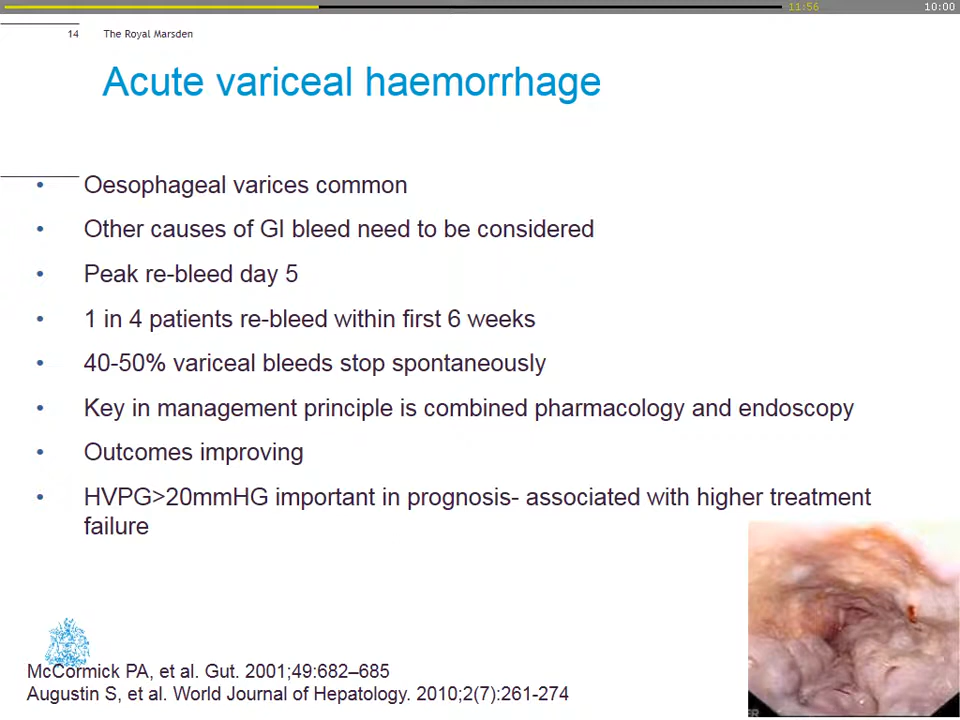 11:56
10:00
14 The Royal Marsden
Acute variceal haemorrhage
• Oesophageal varices common
• Other causes of GI bleed need to be considered
• Peak re-bleed day 5
• 1 in 4 patients re-bleed within first 6 weeks
• 40-50% variceal bleeds stop spontaneously
• Key in management principle is combined pharmacology and endoscopy
• Outcomes improving
• HVPG>20mmHG important in prognosis- associated with higher treatment
failure
McCormick PA, et al. Gut. 2001;49:682–685
Augustin S, et al. World Journal of Hepatology. 2010;2(7):261-274